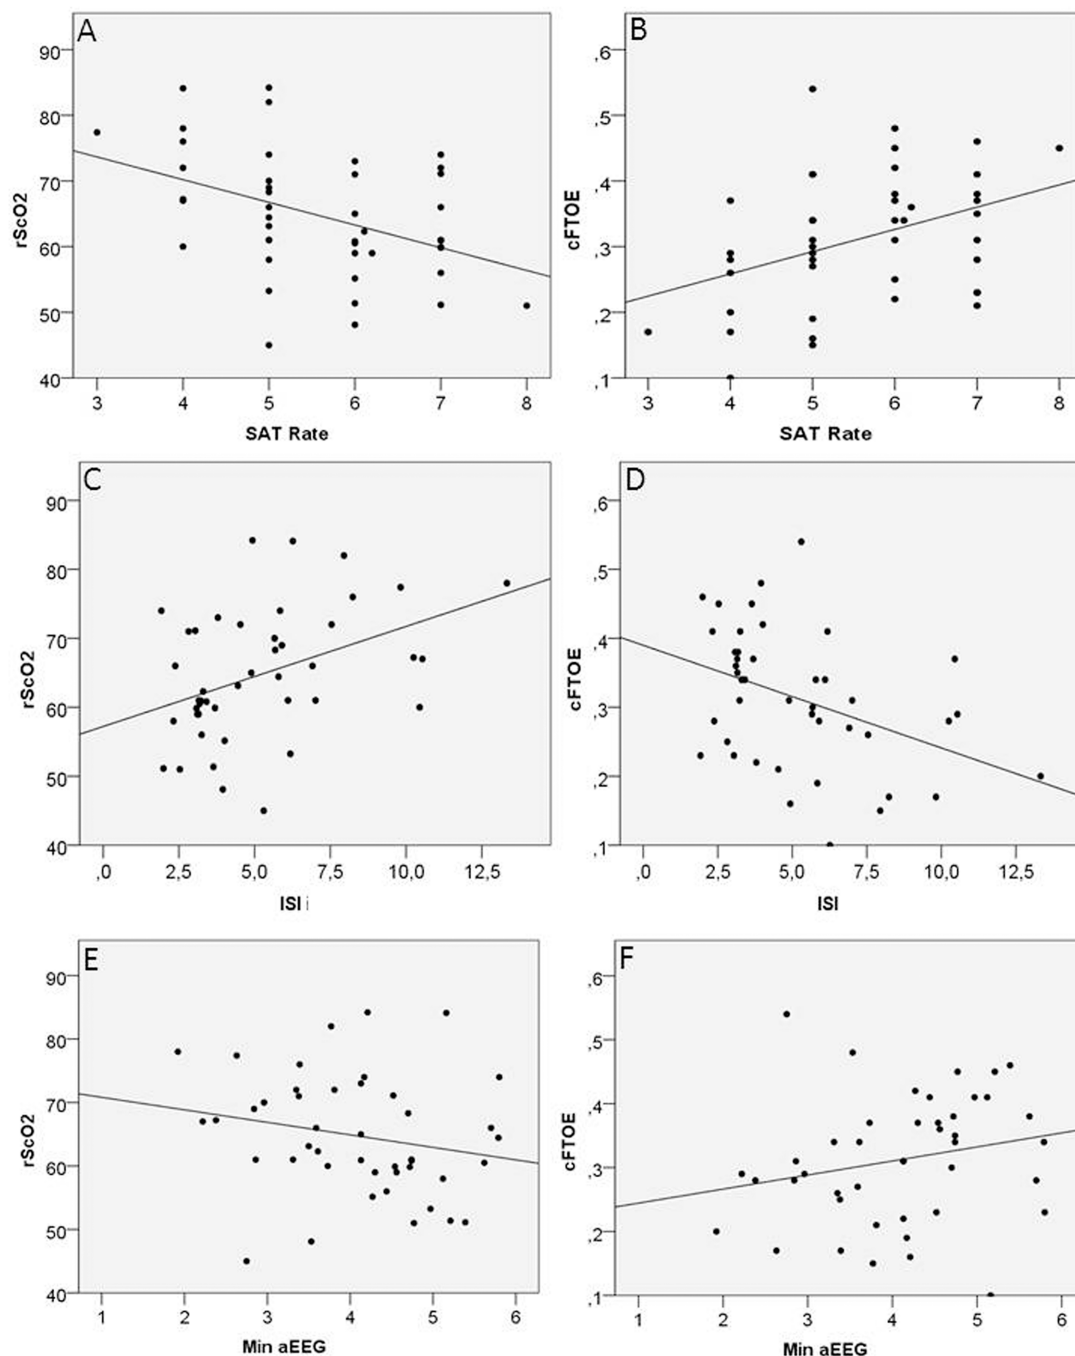 A
B
90
80
70
60
50
40
rScO2
3 4 5 6 7 8
SAT Rate
,6
,5
,4
,3
,2
,1
cFTOE
3 4 5 6 7 8
SAT Rate
C
D
90
80
70
60
50
40
rScO2
,0 2,5 5,0 7,5 10,0 12,5
ISI i
,6
,5
,4
,3
,2
,1
cFTOE
,0 2,5 5,0 7,5 10,0 12,5
ISI
E
F
90
80
70
60
50
40
rScO2
1 2 3 4 5 6
Min aEEG
,6
,5
,4
,3
,2
,1
cFTOE
1 2 3 4 5 6
Min aEEG